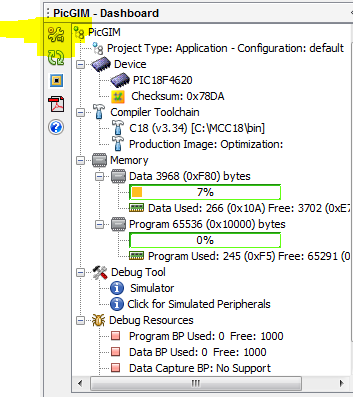 PicGIM - Dashboard
PicGIM
Project Type: Application - Configuration: default
Device
PIC18F4620
Checksum: 0x78DA
Compiler Toolchain
C18 (v3.34) [C:\MCC18\bin]
Production Image: Optimization:
Memory
Data 3968 (0xF80) bytes
7%
Data Used: 266 (0x10A) Free: 3702 (0xE7
Program 65536 (0x10000) bytes
0%
Program Used: 245 (0xF5) Free: 65291 (0
Debug Tool
Simulator
Click for Simulated Peripherals
Debug Resources
Program BP Used: 0 Free: 1000
Data BP Used: 0 Free: 1000
Data Capture BP: No Support